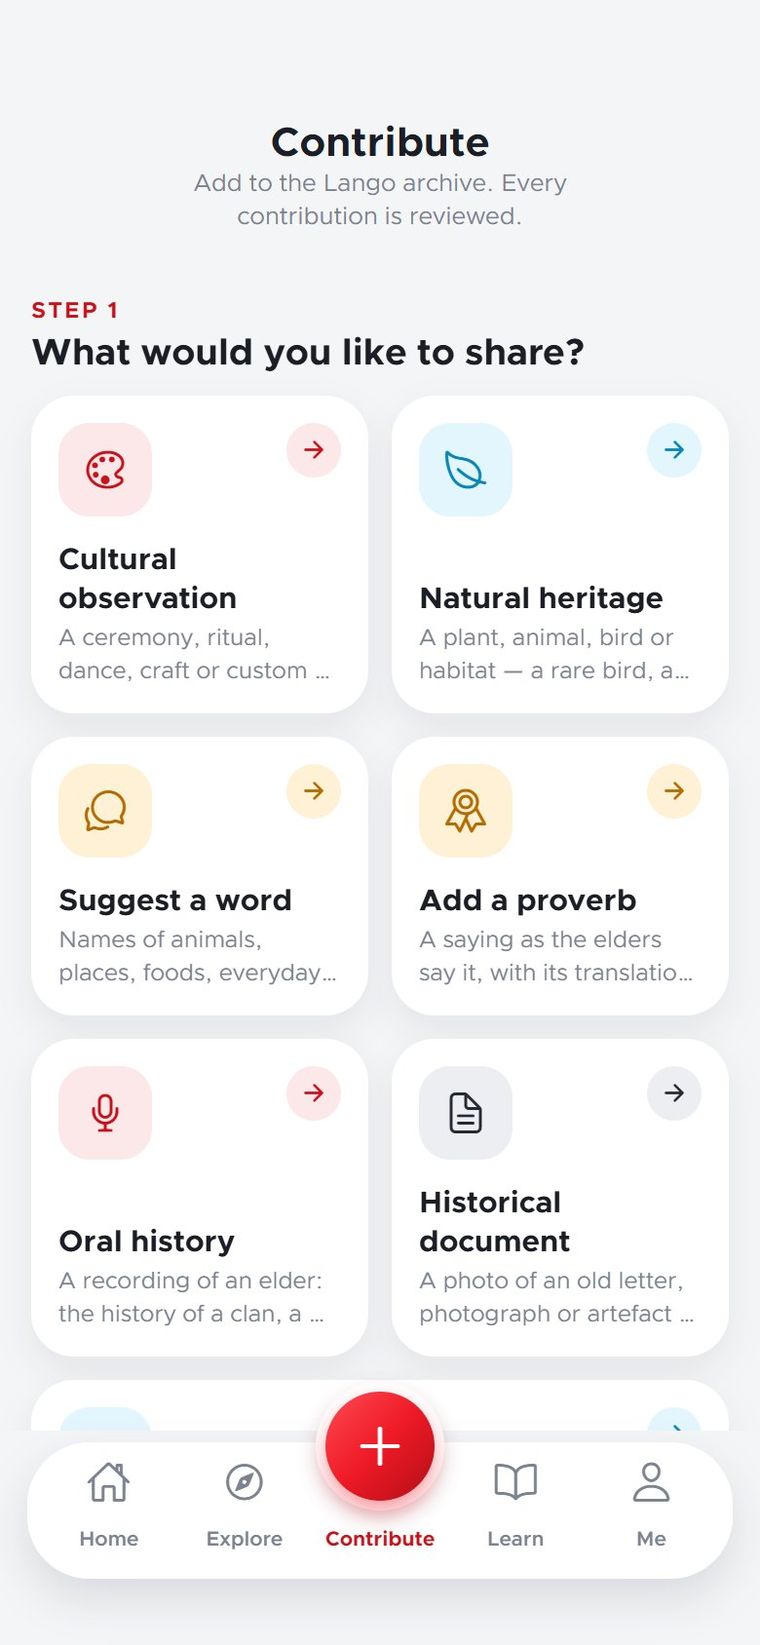 Contribute
Add to the Lango archive. Every
contribution is reviewed.
STEP 1
What would you like to share?
Cultural
observation
A ceremony, ritual,
dance, craft or custom ...
Natural heritage
A plant, animal, bird or
habitat — a rare bird, a...
Suggest a word
Names of animals,
places, foods, everyday...
Add a proverb
A saying as the elders
say it, with its translatio...
Oral history
A recording of an elder:
the history of a clan, a ...
Historical
document
A photo of an old letter,
photograph or artefact ...
Home
Explore
Contribute
Learn
Me